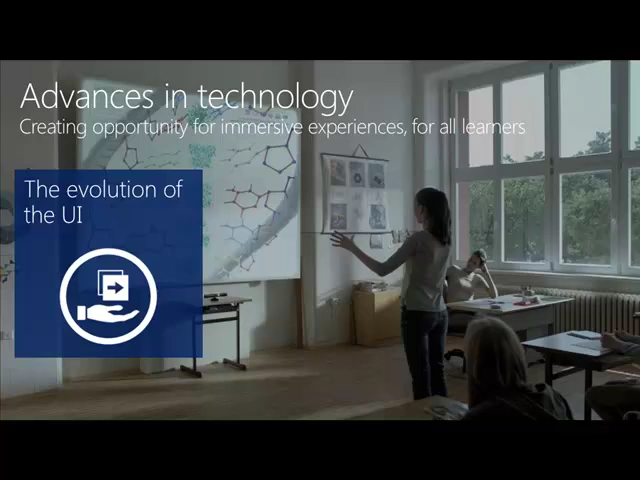 Advances in technology
Creating opportunity for immersive experiences, for all learners
The evolution of
the UI